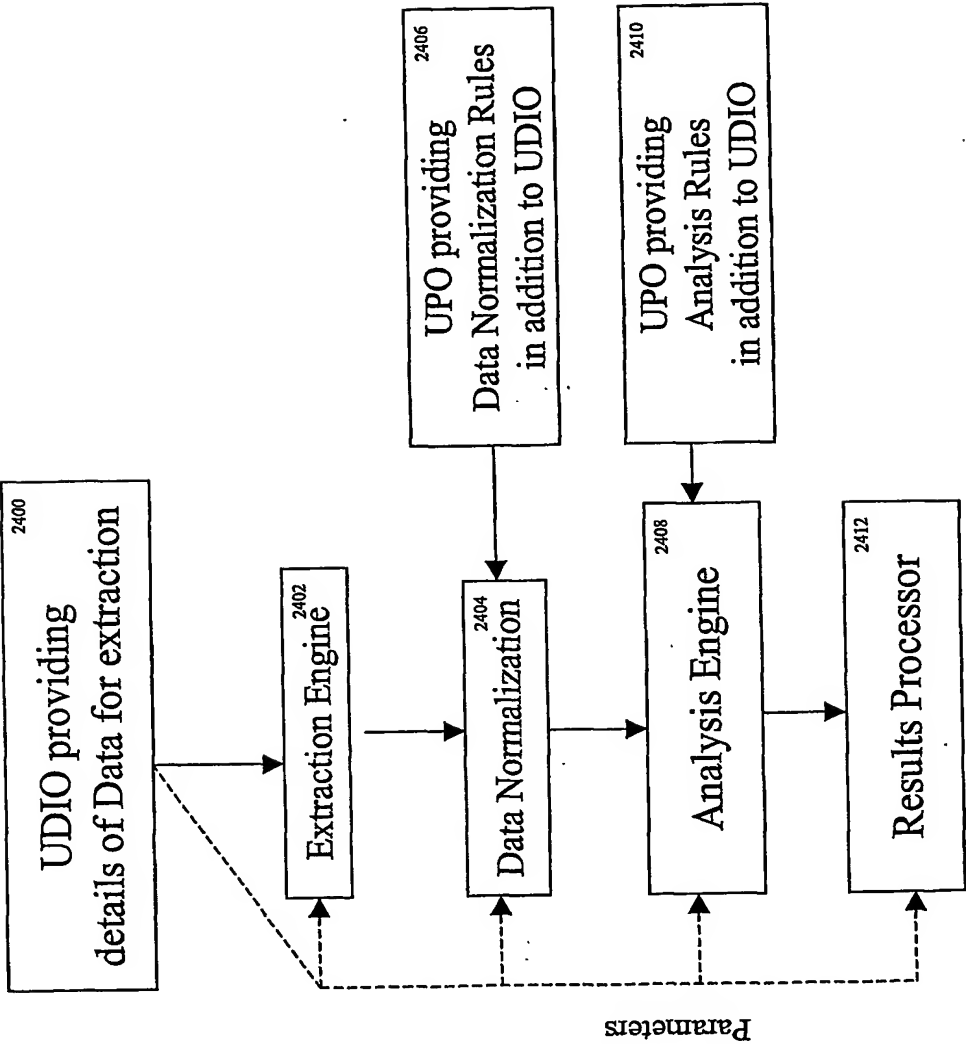 2400
UDIO providing
details of Data for extraction
2402
Extraction Engine
2404
Data Normalization
2406
UPO providing
Data Normalization Rules
in addition to UDIO
2408
Analysis Engine
2410
UPO providing
Analysis Rules
in addition to UDIO
2412
Results Processor
Parameters